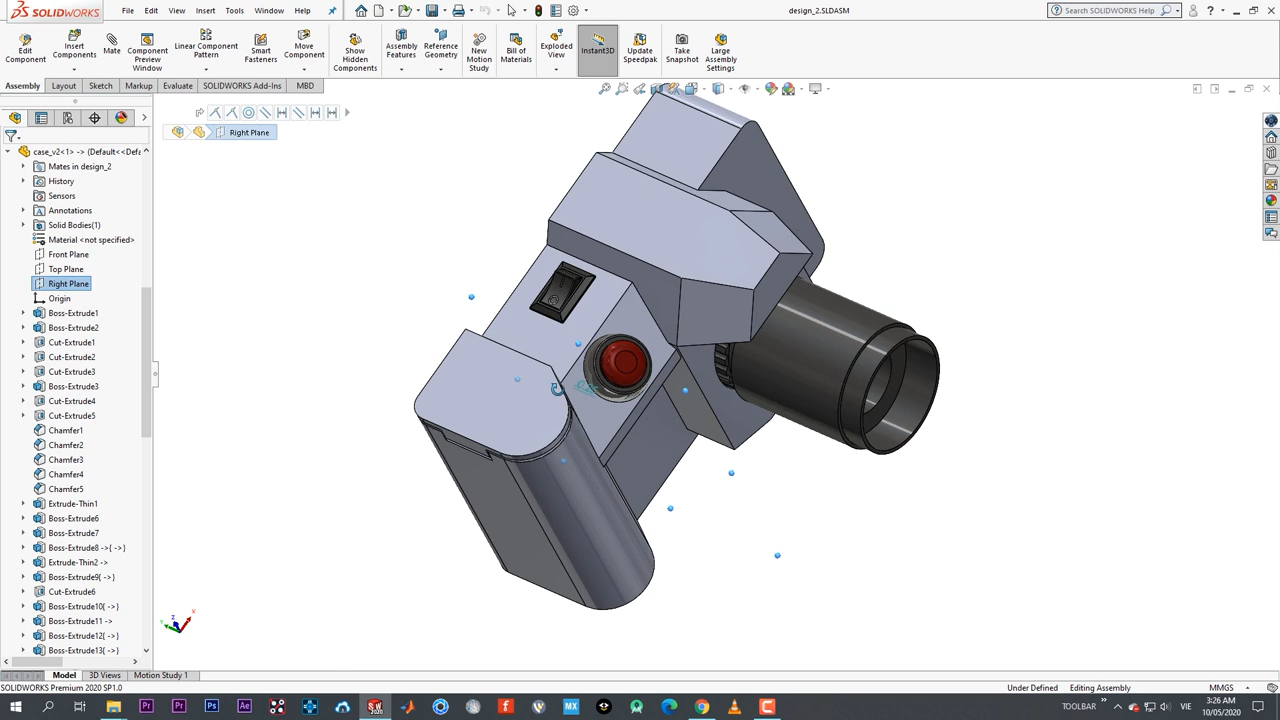 SOLIDWORKS File Edit View Insert Tools Window Help design_2.SLDASM Search SOLIDWORKS Help
Edit Component
Insert Components
Mate
Component Preview Window
Linear Component Pattern
Smart Fasteners
Move Component
Show Hidden Components
Assembly Features
Reference Geometry
New Motion Study
Bill of Materials
Exploded View
Instant3D
Update Speedpak
Take Snapshot
Large Assembly Settings
Assembly Layout Sketch Markup Evaluate SOLIDWORKS Add-Ins MBD
Right Plane
case_v2<1> -> (Default<<Defa
Mates in design_2
History
Sensors
Annotations
Solid Bodies(1)
Material <not specified>
Front Plane
Top Plane
Right Plane
Origin
Boss-Extrude1
Boss-Extrude2
Cut-Extrude1
Cut-Extrude2
Cut-Extrude3
Boss-Extrude3
Cut-Extrude4
Cut-Extrude5
Chamfer1
Chamfer2
Chamfer3
Chamfer4
Chamfer5
Extrude-Thin1
Boss-Extrude6
Boss-Extrude7
Boss-Extrude8 ->{ ->}
Extrude-Thin2 ->
Boss-Extrude9{ ->}
Cut-Extrude6
Boss-Extrude10{ ->}
Boss-Extrude11 ->
Boss-Extrude12{ ->}
Boss-Extrude13{ ->}
Model 3D Views Motion Study 1
SOLIDWORKS Premium 2020 SP1.0 Under Defined Editing Assembly MMGS
TOOLBAR VIE 3:26 AM
10/05/2020